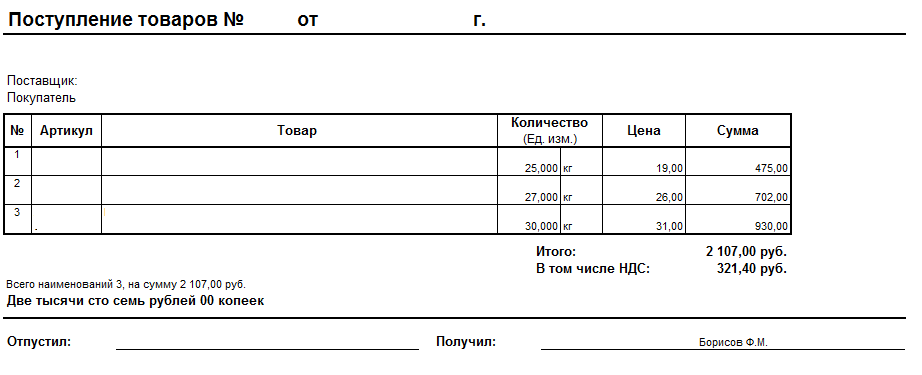 Поступление товаров № от г.
Поставщик:
Покупатель
№ Артикул Товар Количество (Ед. изм.) Цена Сумма
1 25,000 кг 19,00 475,00
2 27,000 кг 26,00 702,00
3 . 30,000 кг 31,00 930,00
Итого: 2 107,00 руб.
В том числе НДС: 321,40 руб.
Всего наименований 3, на сумму 2 107,00 руб.
Две тысячи сто семь рублей 00 копеек
Отпустил: Получил: Борисов Ф.М.